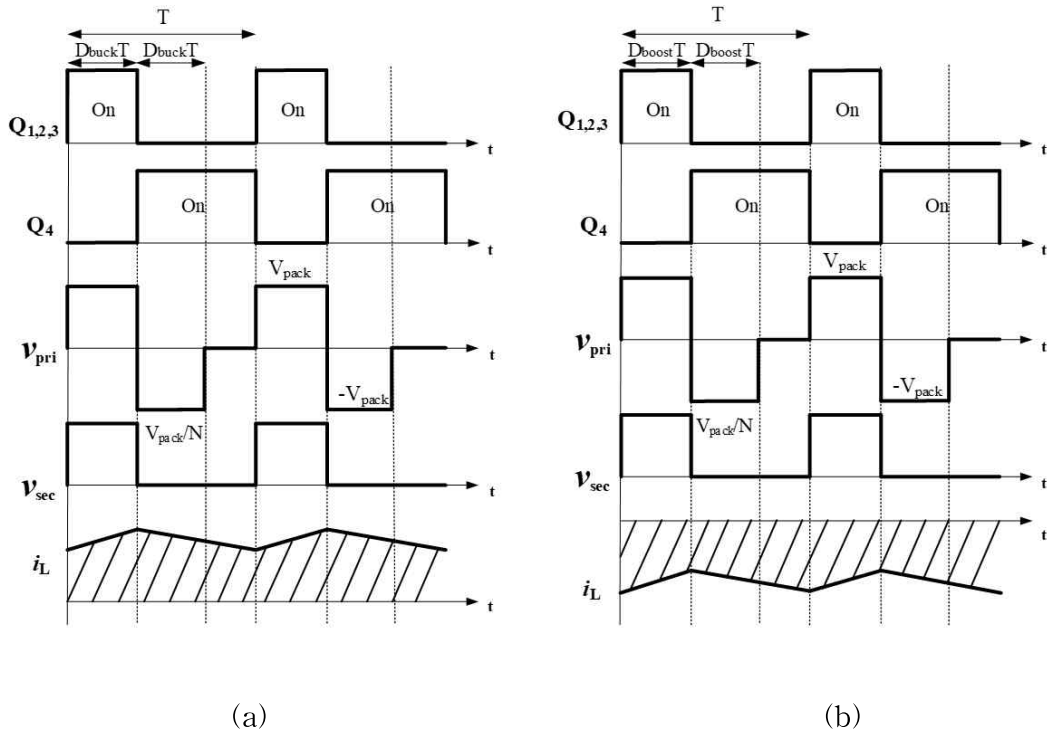 T
DbuckT DbuckT
On On
Q1,2,3
t
On On
Q4
t
Vpack
vpri
t
-Vpack
Vpack/N
vsec
t
iL
t
(a)
T
DboostT DboostT
On On
Q1,2,3
t
On On
Q4
t
Vpack
vpri
t
-Vpack
Vpack/N
vsec
t
t
iL
(b)